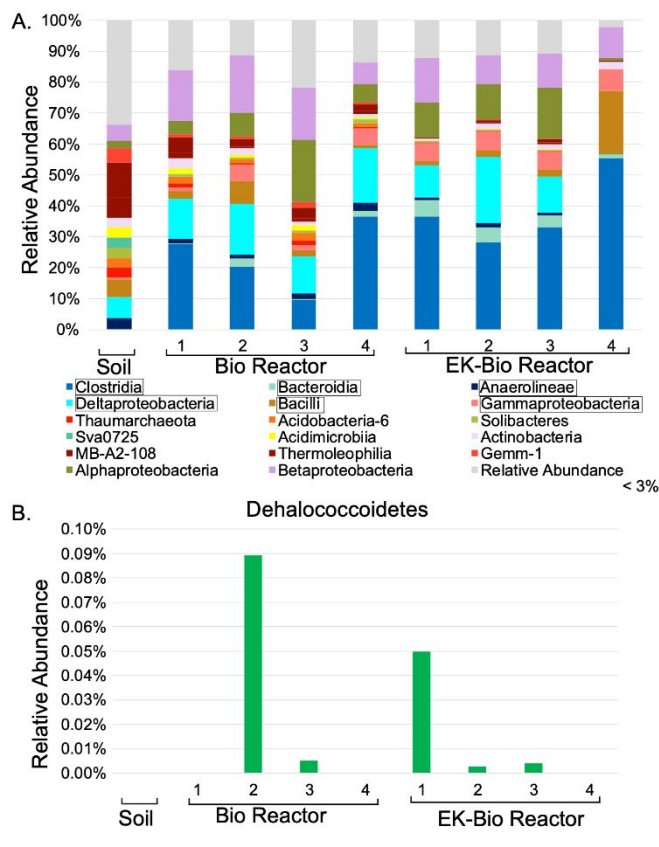 A.
100%
90%
80%
70%
60%
50%
40%
30%
20%
10%
0%
Relative Abundance
1 2 3 4 1 2 3 4
Soil Bio Reactor EK-Bio Reactor
Clostridia Bacteroidia Anaerolineae
Deltaproteobacteria Bacilli Gammaproteobacteria
Thaumarchaeota Acidobacteria-6 Solibacteres
Sva0725 Acidimicrobiia Actinobacteria
MB-A2-108 Thermoleophilia Gemm-1
Alphaproteobacteria Betaproteobacteria Relative Abundance
< 3%
B. Dehalococcoidetes
0.10%
0.09%
0.08%
0.07%
0.06%
0.05%
0.04%
0.03%
0.02%
0.01%
0.00%
Relative Abundance
1 2 3 4 1 2 3 4
Soil Bio Reactor EK-Bio Reactor